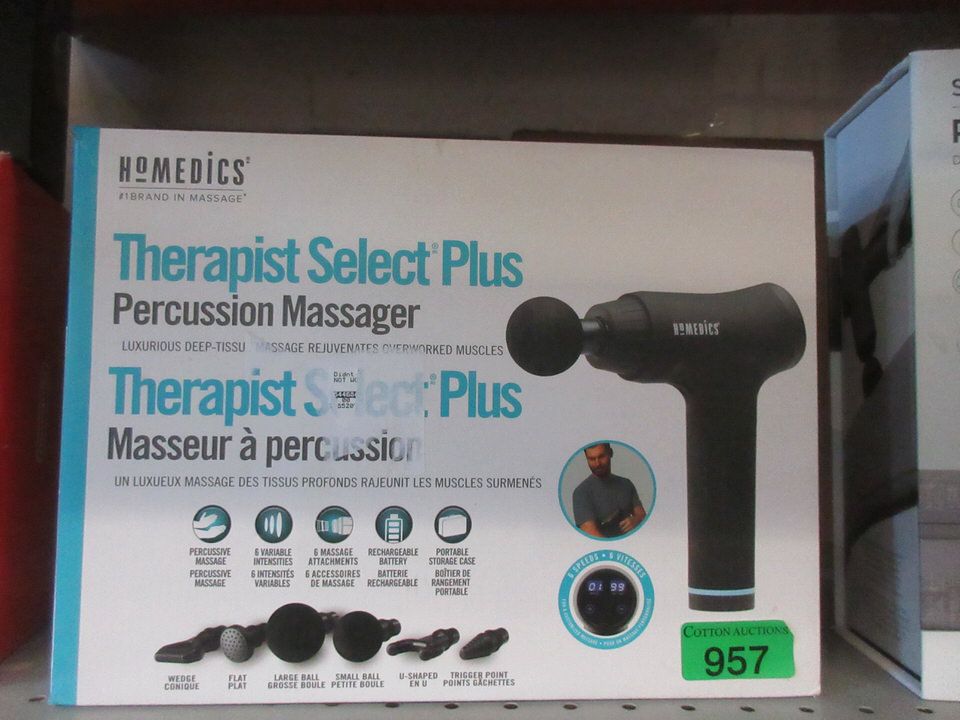 HOMEDICS
#1 BRAND IN MASSAGE*
Therapist Select® Plus
Percussion Massager
LUXURIOUS DEEP-TISSU MASSAGE REJUVENATES OVERWORKED MUSCLES
Therapist Select® Plus
Masseur à percussion
UN LUXUEUX MASSAGE DES TISSUS PROFONDS RAJEUNIT LES MUSCLES SURMENÉS
Didnt
NOT
HOMEDICS
PERCUSSIVE MASSAGE
PERCUSSIVE MASSAGE
6 VARIABLE INTENSITIES
6 INTENSITÉS VARIABLES
6 MASSAGE ATTACHMENTS
6 ACCESSOIRES DE MASSAGE
RECHARGEABLE BATTERY
BATTERIE RECHARGEABLE
PORTABLE STORAGE CASE
BOÎTIER DE RANGEMENT PORTABLE
6 SPEEDS • 6 VITESSES
01 99
WEDGE
CONIQUE
FLAT
PLAT
LARGE BALL
GROSSE BOULE
SMALL BALL
PETITE BOULE
U-SHAPED
EN U
TRIGGER POINT
POINTS GÂCHETTES
COTTON AUCTIONS
957